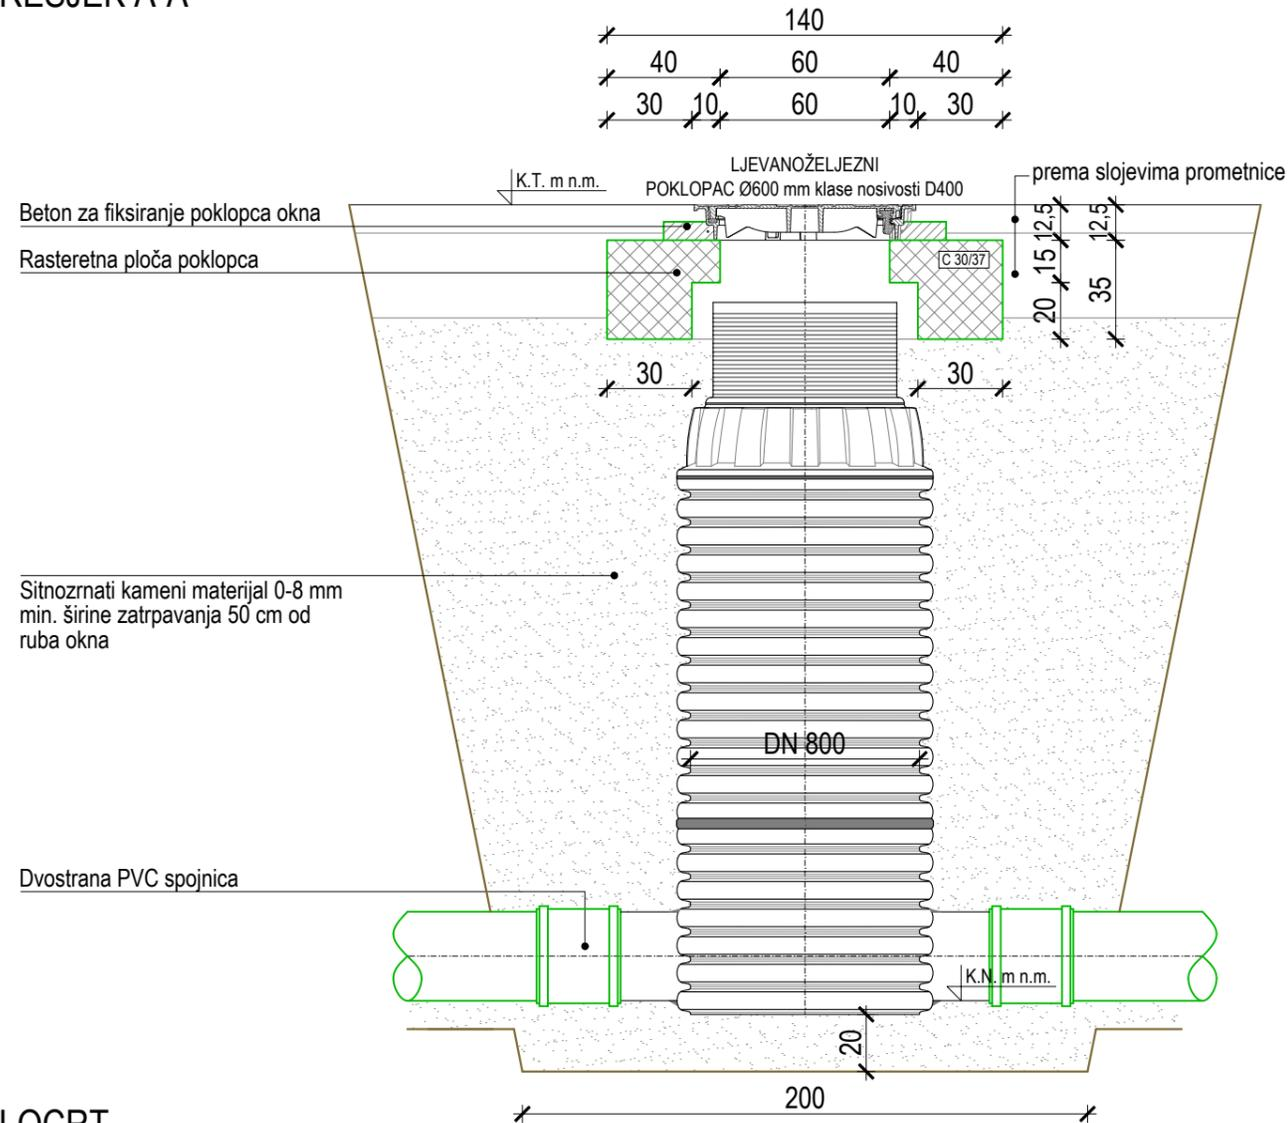 140
40 60 40
30 10 60 10 30
LJEVANOŽELJEZNI
POKLOPAC Ø600 mm klase nosivosti D400
K.T. m n.m.
prema slojevima prometnice
Beton za fiksiranje poklopca okna
12,5 12,5
Rasteretna ploča poklopca
C 30/37
15
35
20
30 30
Sitnozrnati kameni materijal 0-8 mm
min. širine zatrpavanja 50 cm od
ruba okna
DN 800
Dvostrana PVC spojnica
K.N. m n.m.
20
200